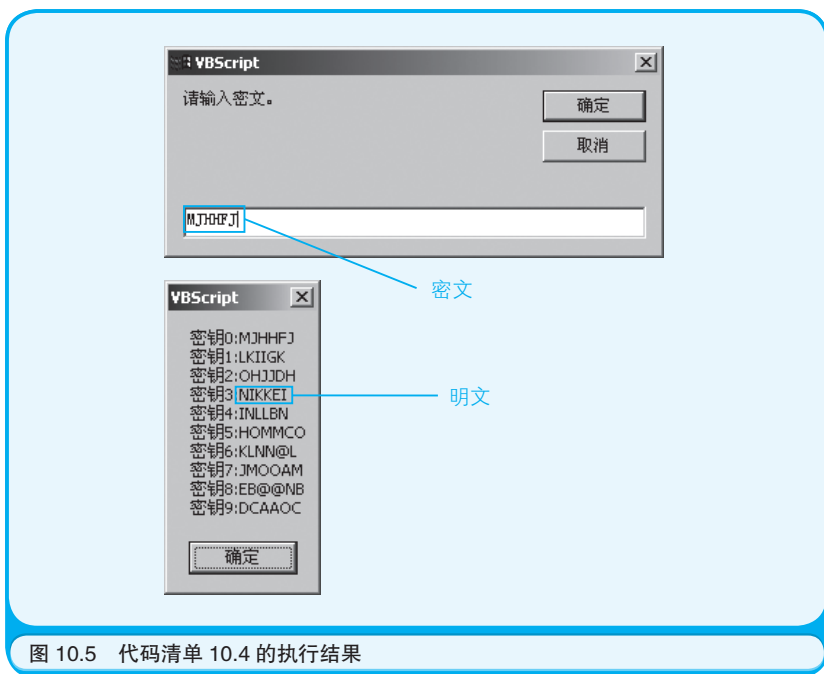 VBScript
请输入密文。
确定
取消
MJHHFJ
密文
VBScript
密钥0:MJHHFJ
密钥1:LKIIGK
密钥2:OHJJDH
密钥3:NIKKEI
明文
密钥4:INLLBN
密钥5:HOMMCO
密钥6:KLNN@L
密钥7:JMOOAM
密钥8:EB@@NB
密钥9:DCAAOC
确定
图 10.5 代码清单 10.4 的执行结果